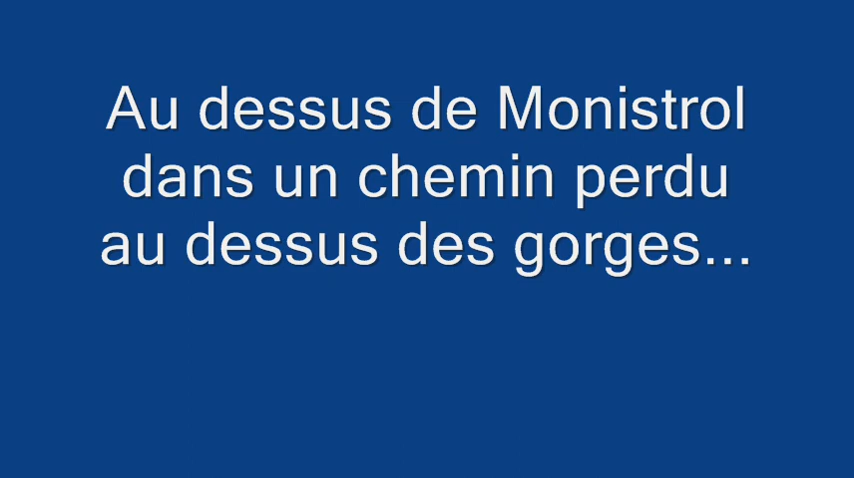 Au dessus de Monistrol
dans un chemin perdu
au dessus des gorges...